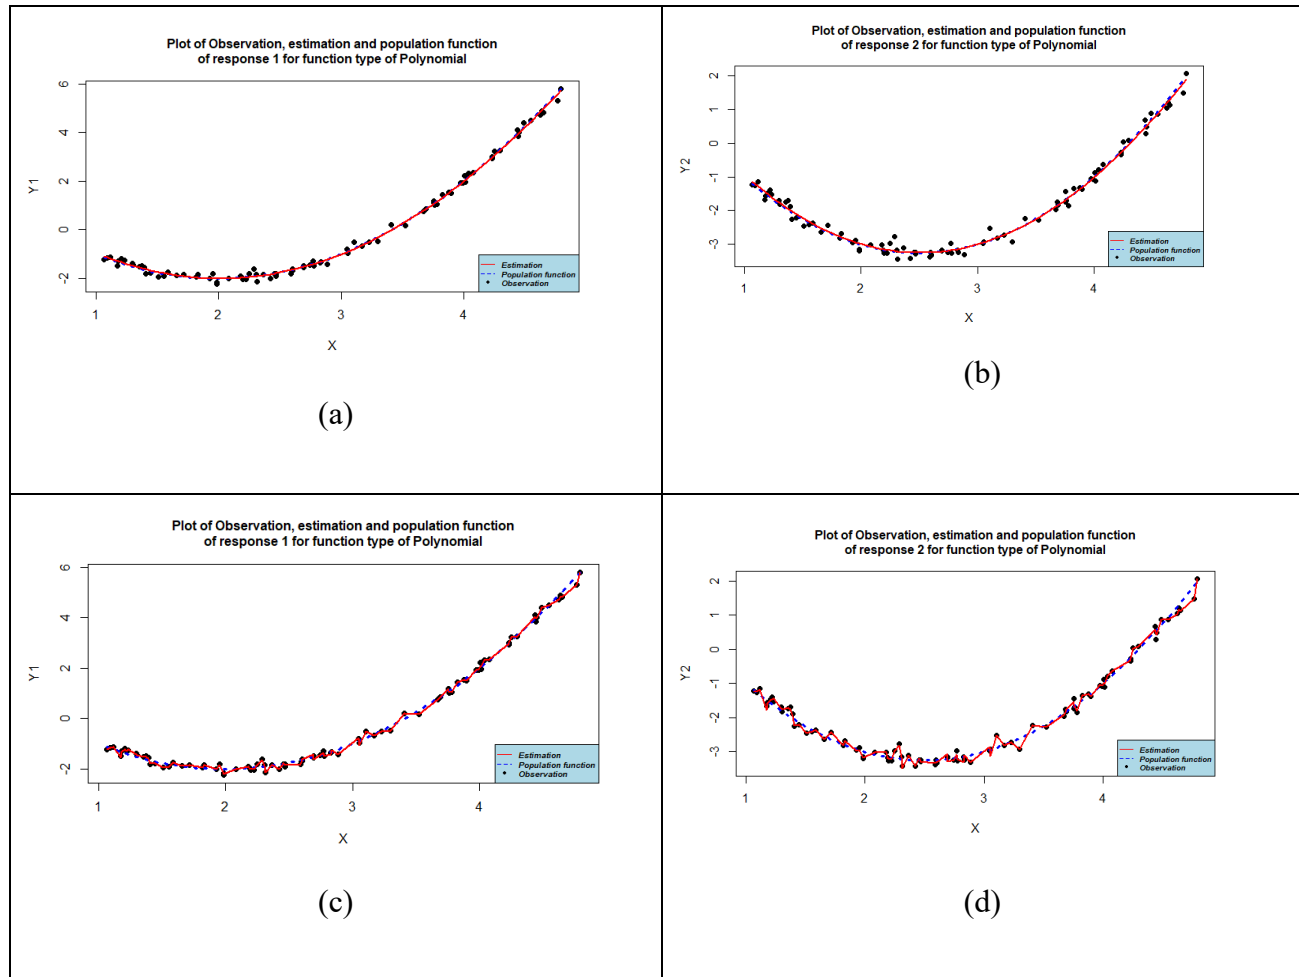 Plot of Observation, estimation and population function
of response 1 for function type of Polynomial
Y1
6
4
2
0
-2
1
2
3
4
X
Estimation
Population function
Observation
(a)
Plot of Observation, estimation and population function
of response 2 for function type of Polynomial
Y2
2
1
0
-1
-2
-3
1
2
3
4
X
Estimation
Population function
Observation
(b)
Plot of Observation, estimation and population function
of response 1 for function type of Polynomial
Y1
6
4
2
0
-2
1
2
3
4
X
Estimation
Population function
Observation
(c)
Plot of Observation, estimation and population function
of response 2 for function type of Polynomial
Y2
2
1
0
-1
-2
-3
1
2
3
4
X
Estimation
Population function
Observation
(d)